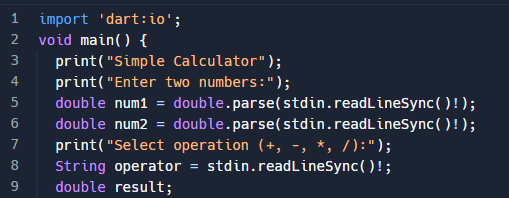 1 import 'dart:io';
2 void main() {
3 print("Simple Calculator");
4 print("Enter two numbers:");
5 double num1 = double.parse(stdin.readLineSync()!);
6 double num2 = double.parse(stdin.readLineSync()!);
7 print("Select operation (+, -, *, /):");
8 String operator = stdin.readLineSync()!;
9 double result;